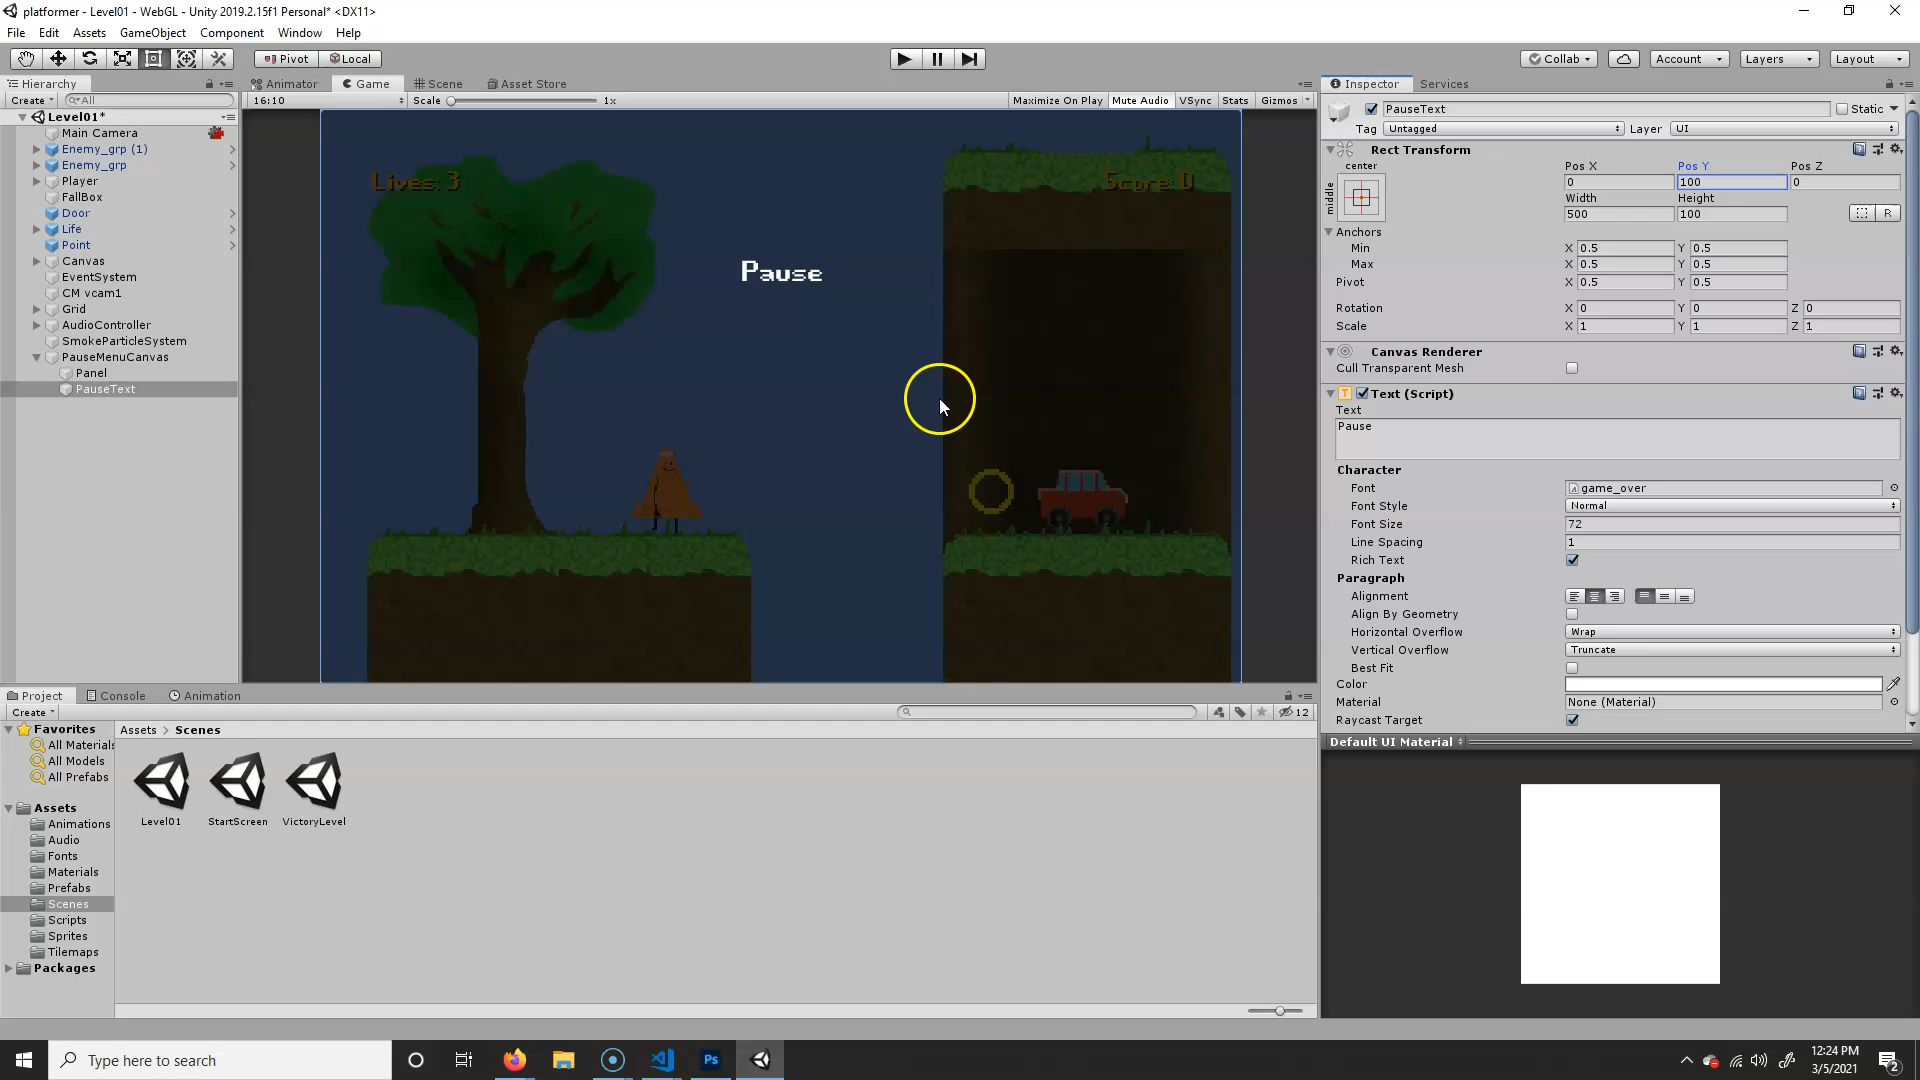 platformer - Level01 - WebGL - Unity 2019.2.15f1 Personal* <DX11>
File Edit Assets GameObject Component Window Help
Pivot Local Collab Account Layers Layout
Hierarchy Animator Game Scene Asset Store Inspector Services
Create All 16:10 Scale 1x Maximize On Play Mute Audio VSync Stats Gizmos
Level01*
Main Camera
Enemy_grp (1)
Enemy_grp
Player
FallBox
Door
Life
Point
Canvas
EventSystem
CM vcam1
Grid
AudioController
SmokeParticleSystem
PauseMenuCanvas
Panel
PauseText
Lives: 3
Score: 0
Pause
PauseText Static
Tag Untagged Layer UI
Rect Transform
center
middle
Pos X Pos Y Pos Z
0 100 0
Width Height
500 100
R
Anchors
Min X 0.5 Y 0.5
Max X 0.5 Y 0.5
Pivot X 0.5 Y 0.5
Rotation X 0 Y 0 Z 0
Scale X 1 Y 1 Z 1
Canvas Renderer
Cull Transparent Mesh
T Text (Script)
Text
Pause
Character
Font game_over
Font Style Normal
Font Size 72
Line Spacing 1
Rich Text
Paragraph
Alignment
Align By Geometry
Horizontal Overflow Wrap
Vertical Overflow Truncate
Best Fit
Color
Material None (Material)
Raycast Target
Default UI Material
Project Console Animation
Create 12
Favorites
All Materials
All Models
All Prefabs
Assets
Animations
Audio
Fonts
Materials
Prefabs
Scenes
Scripts
Sprites
Tilemaps
Packages
Assets > Scenes
Level01 StartScreen VictoryLevel
Type here to search
Ps
12:24 PM
3/5/2021
2